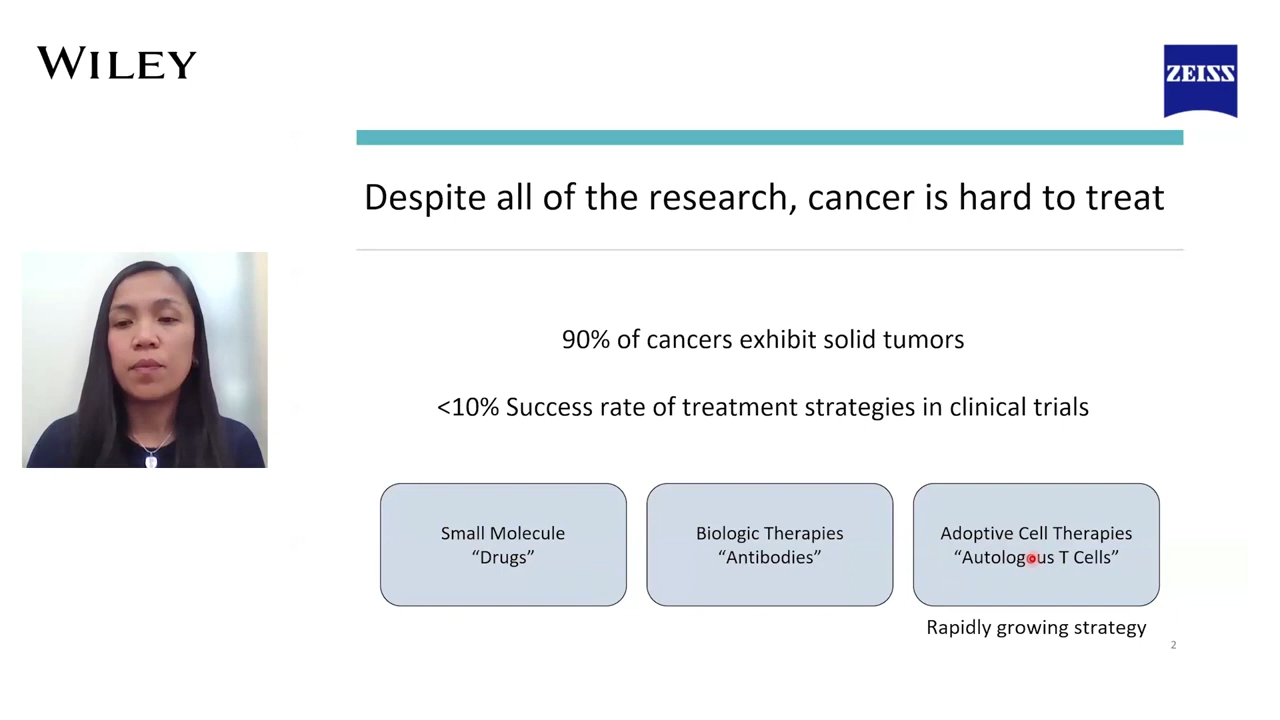 WILEY
ZEISS
Despite all of the research, cancer is hard to treat
90% of cancers exhibit solid tumors
<10% Success rate of treatment strategies in clinical trials
Small Molecule
“Drugs”
Biologic Therapies
“Antibodies”
Adoptive Cell Therapies
“Autologous T Cells”
Rapidly growing strategy
2